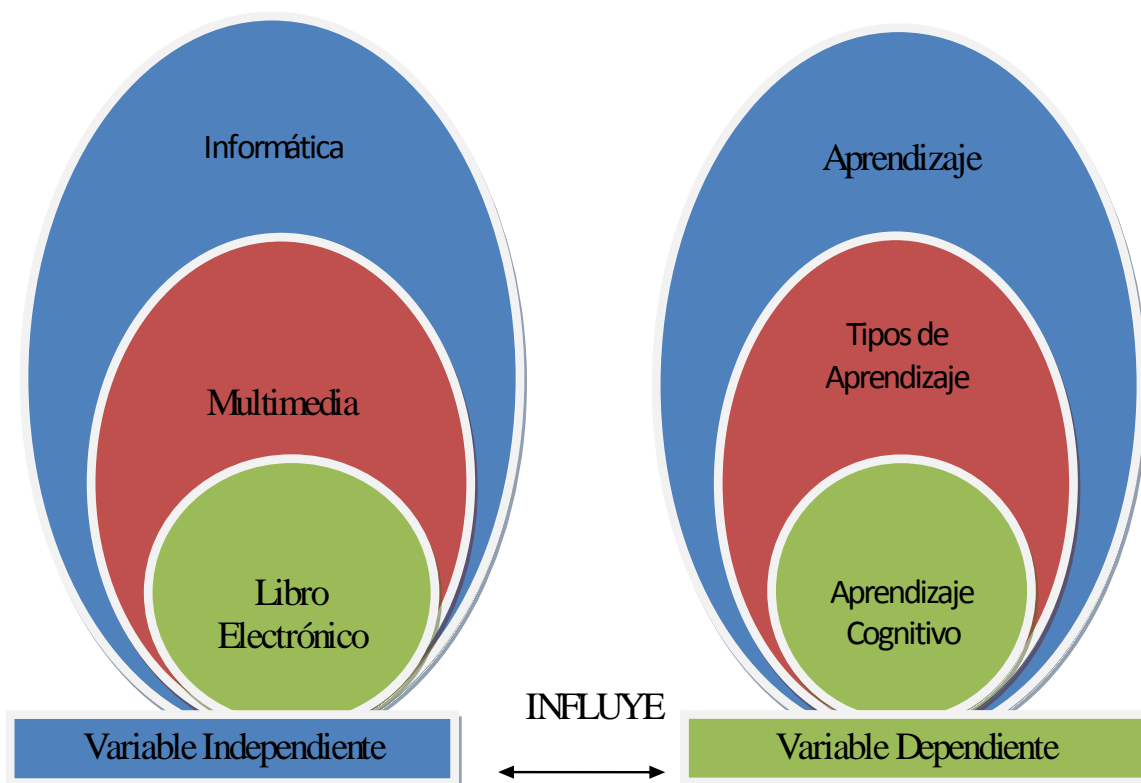 Informática
Multimedia
Libro
Electrónico
Variable Independiente
INFLUYE
Aprendizaje
Tipos de
Aprendizaje
Aprendizaje
Cognitivo
Variable Dependiente